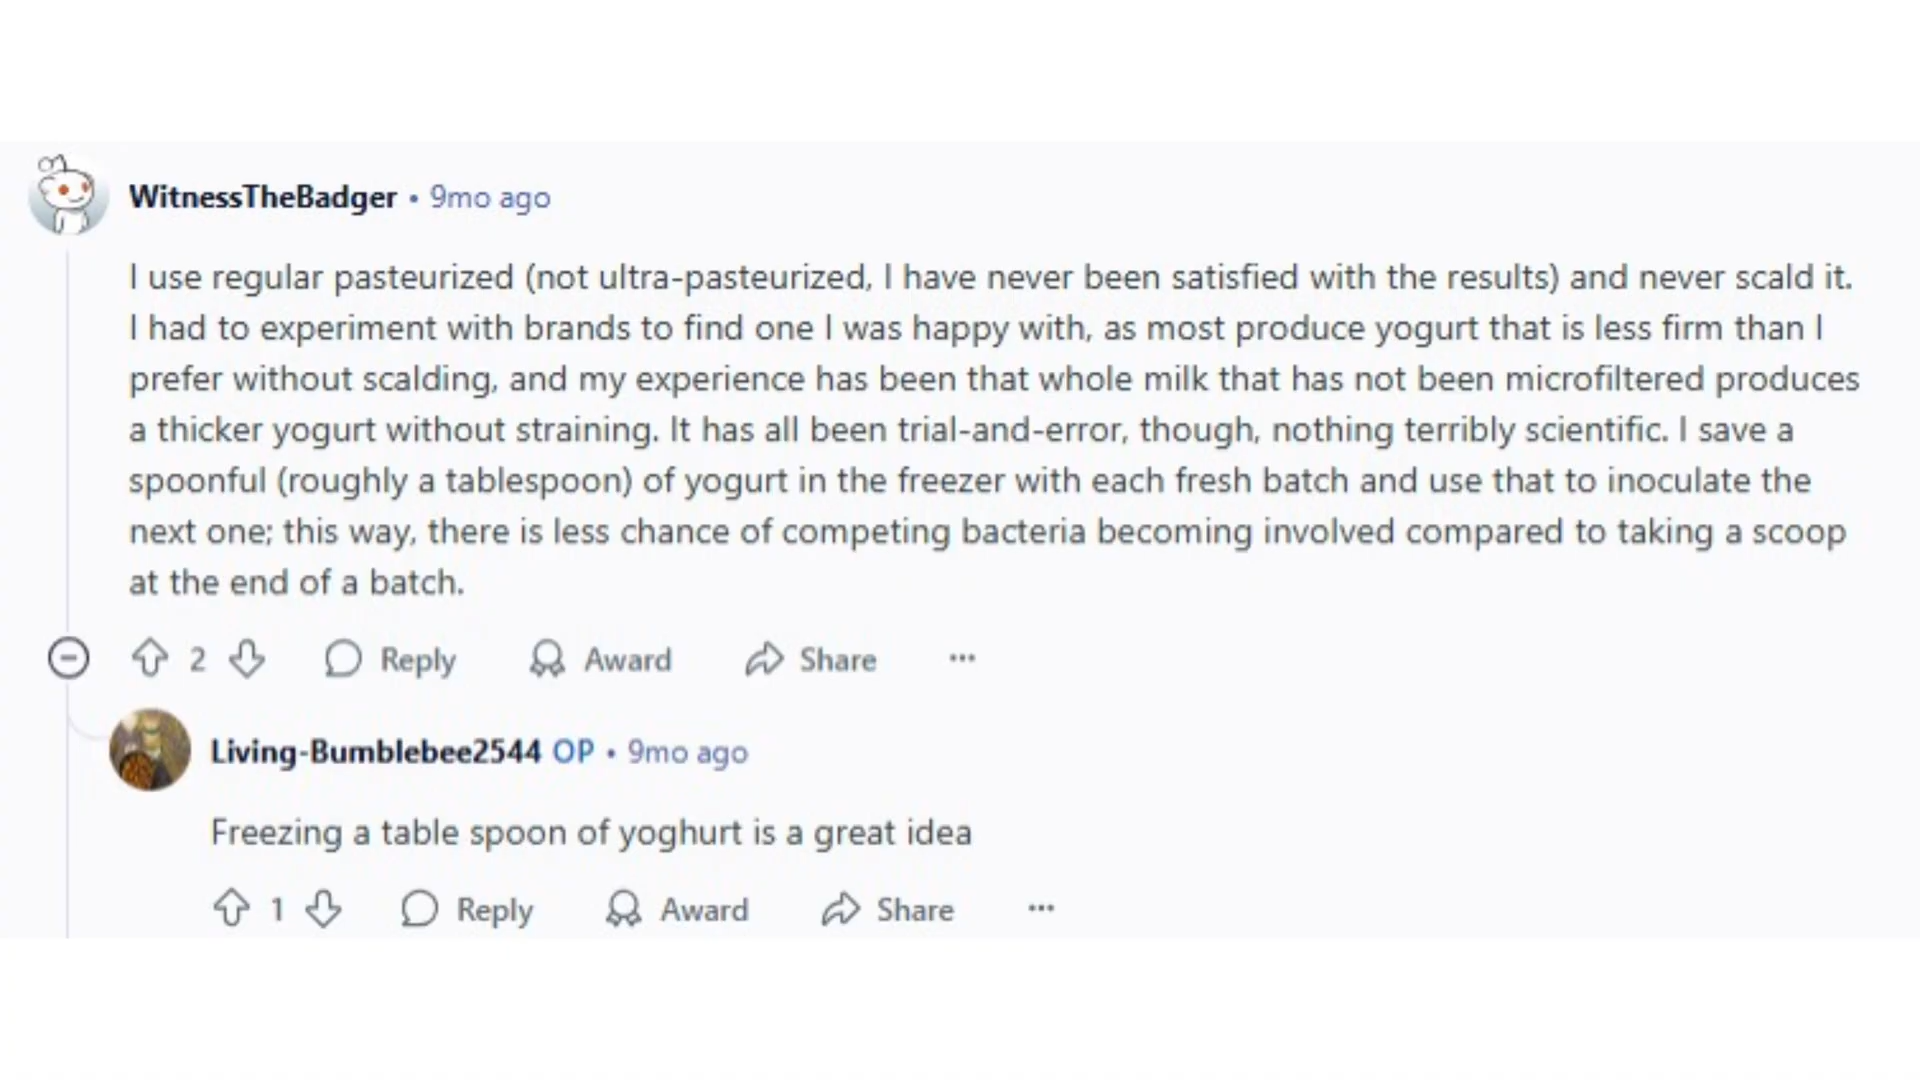 WitnessTheBadger • 9mo ago
I use regular pasteurized (not ultra-pasteurized, I have never been satisfied with the results) and never scald it.
I had to experiment with brands to find one I was happy with, as most produce yogurt that is less firm than I
prefer without scalding, and my experience has been that whole milk that has not been microfiltered produces
a thicker yogurt without straining. It has all been trial-and-error, though, nothing terribly scientific. I save a
spoonful (roughly a tablespoon) of yogurt in the freezer with each fresh batch and use that to inoculate the
next one; this way, there is less chance of competing bacteria becoming involved compared to taking a scoop
at the end of a batch.
2 Reply Award Share ...
Living-Bumblebee2544 OP • 9mo ago
Freezing a table spoon of yoghurt is a great idea
1 Reply Award Share ...